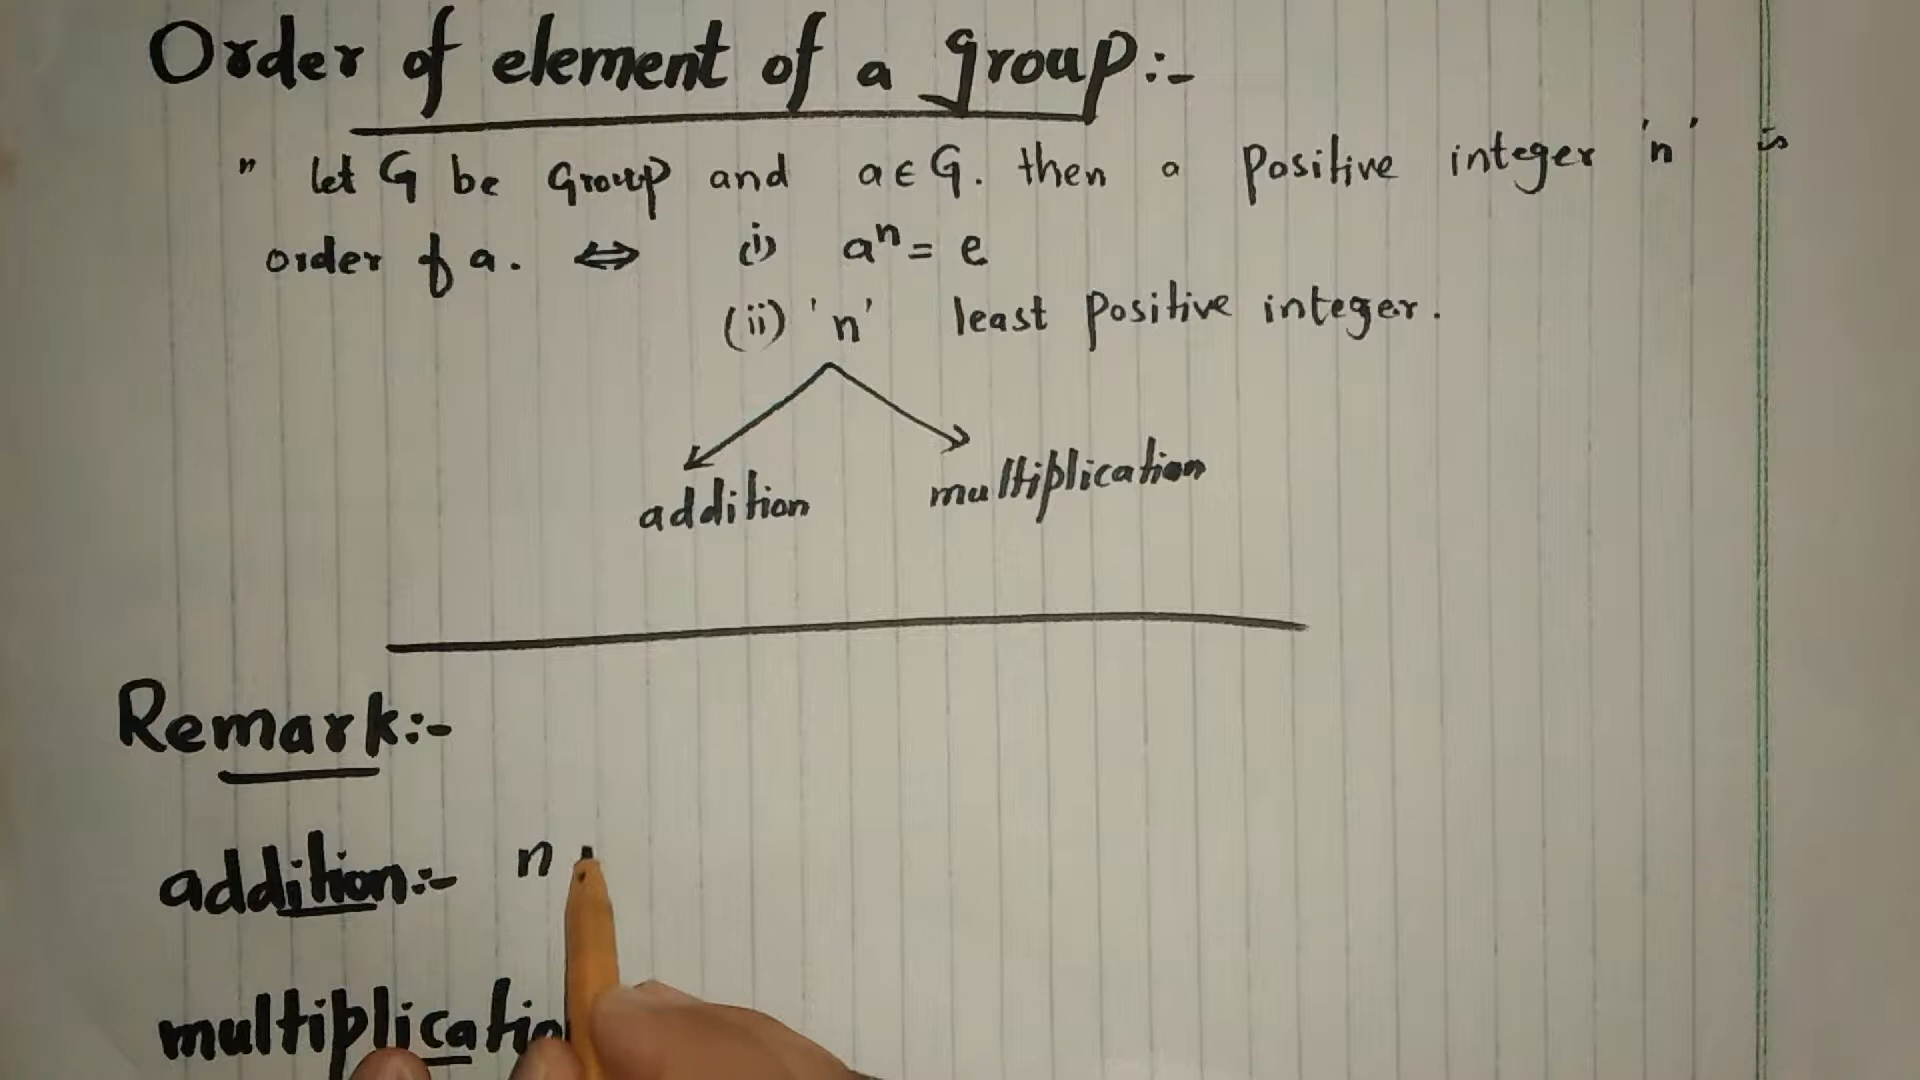 Order of element of a group:-
" let G be Group and a∈G. then a positive integer 'n' is
order of a. ⇔ (i) aⁿ = e
(ii) 'n' least positive integer.
addition multiplication
Remark:-
addition:- n
multiplication